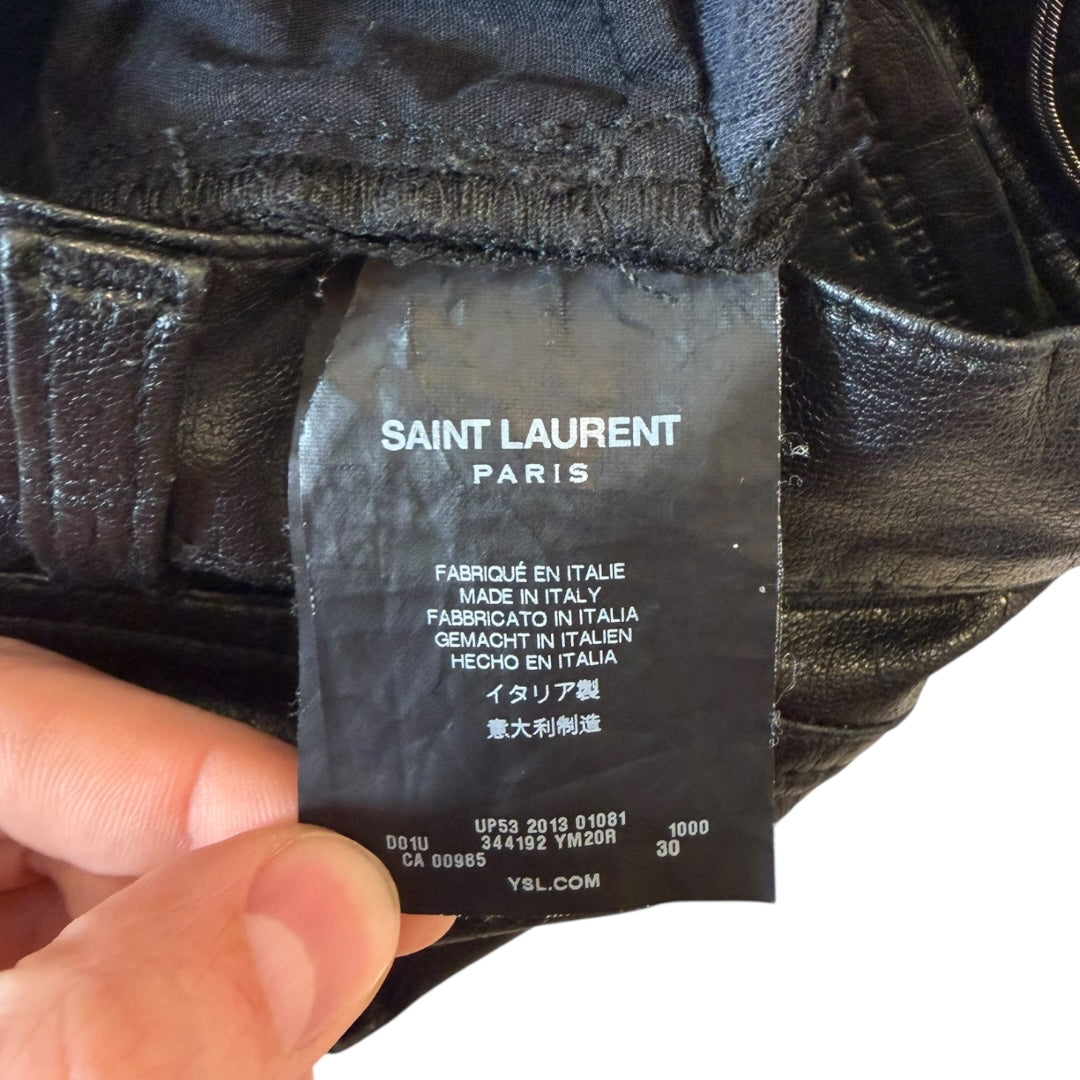 SAINT LAURENT
PARIS
FABRIQUÉ EN ITALIE
MADE IN ITALY
FABBRICATO IN ITALIA
GEMACHT IN ITALIEN
HECHO EN ITALIA
イタリア製
意大利制造
UP53 2013 01081
D01U 344192 YM20R 1000
CA 00985 30
YSL.COM